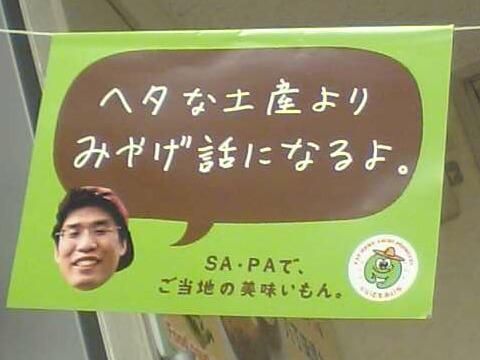 ヘタな土産より
みやげ話になるよ。
SA・PAで、
ご当地の美味いもん。